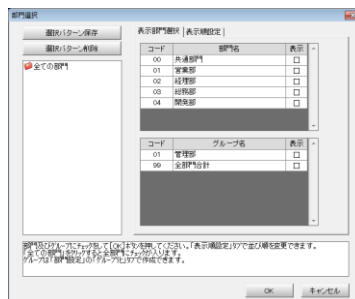 部門選択
選択パターン保存
選択パターン削除
全ての部門
表示部門選択 表示順設定
コード 部門名 表示
00 共通部門
01 営業部
02 経理部
03 総務部
04 開発部
コード グループ名 表示
01 管理部
99 全部門合計
部門及びグループにチェックをして【OK】ボタンを押してください。「表示順設定」タブで並び順を変更できます。
「全ての部門」をクリックすると全部門にチェックが入ります。
グループは「部門設定」の「グループ化」タブで作成できます。
OK キャンセル